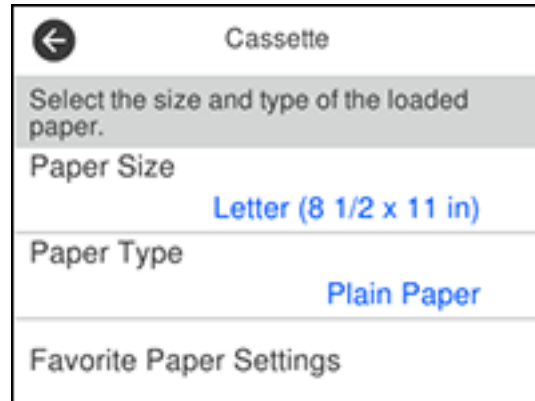 Cassette
Select the size and type of the loaded
paper.
Paper Size
Letter (8 1/2 x 11 in)
Paper Type
Plain Paper
Favorite Paper Settings